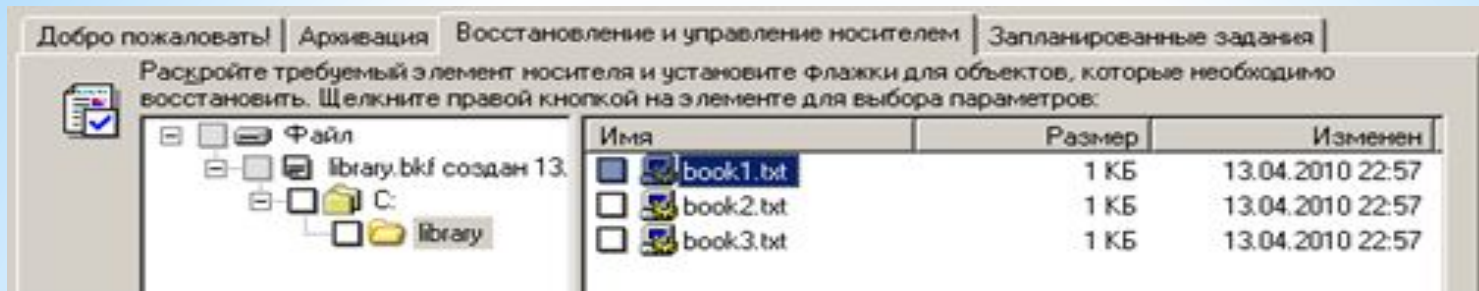 Добро пожаловать! Архивация Восстановление и управление носителем Запланированные задания
Раскройте требуемый элемент носителя и установите флажки для объектов, которые необходимо
восстановить. Щелкните правой кнопкой на элементе для выбора параметров:
Файл
library.bkf создан 13.
C:
library
Имя Размер Изменен
book1.txt 1 КБ 13.04.2010 22:57
book2.txt 1 КБ 13.04.2010 22:57
book3.txt 1 КБ 13.04.2010 22:57